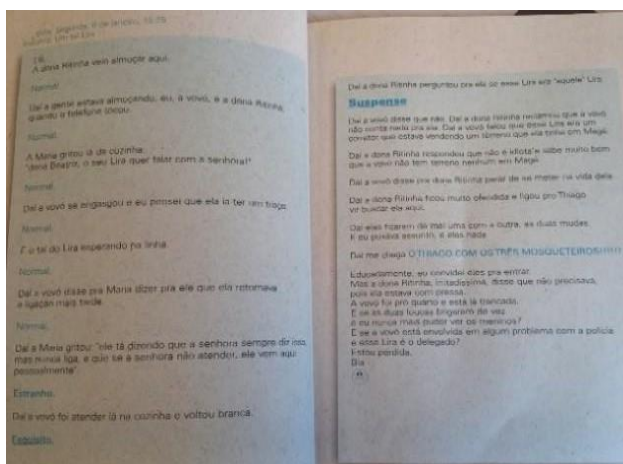 segunda, 9 de janeiro, 16:25
A dona Ritinha veio almoçar aqui.
Normal.
Daí a gente estava almoçando, eu, a vovó, e a dona Ritinha,
quando o telefone tocou.
Normal.
A Maria gritou lá da cozinha:
"dona Beatriz, o seu Lira quer falar com a senhora!"
Normal.
Daí a vovó se engasgou e eu pensei que ela ia ter um troço.
Normal.
E o tal do Lira esperando na linha.
Normal.
Daí a vovó disse pra Maria dizer pra ele que ela retornava
a ligação mais tarde.
Normal.
Daí a Maria gritou: "ele tá dizendo que a senhora sempre diz isso,
mas nunca liga, e que se a senhora não atender, ele vem aqui
pessoalmente"
Estranho.
Daí a vovó foi atender lá na cozinha e voltou branca.
Esquisito.
Daí a dona Ritinha perguntou pra ela se esse Lira era "aquele" Lira.
Suspense
Daí a vovó disse que não. Daí a dona Ritinha reclamou que a vovó
não conta nada pra ela. Daí a vovó falou que esse Lira era um
corretor que estava vendendo um terreno que ela tinha em Magé.
Daí a dona Ritinha respondeu que não é idiota e sabe muito bem
que a vovó não tem terreno nenhum em Magé.
Daí a vovó disse pra dona Ritinha parar de se meter na vida dela.
Daí a dona Ritinha ficou muito ofendida e ligou pro Thiago
vir buscar ela aqui.
Daí elas ficaram de mal uma com a outra, as duas mudas.
E eu puxava assunto, e elas nada.
Daí me chega O THIAGO COM OS TRÊS MOSQUETEIROS!!!!!
Educadamente, eu convidei eles pra entrar.
Mas a dona Ritinha, irritadíssima, disse que não precisava,
pois ela estava com pressa.
A vovó foi pro quarto e está lá trancada.
E se as duas loucas brigarem de vez
e eu nunca mais puder ver os meninos?
E se a vovó está envolvida em algum problema com a polícia
e esse Lira é o delegado?
Estou perdida.
Bia